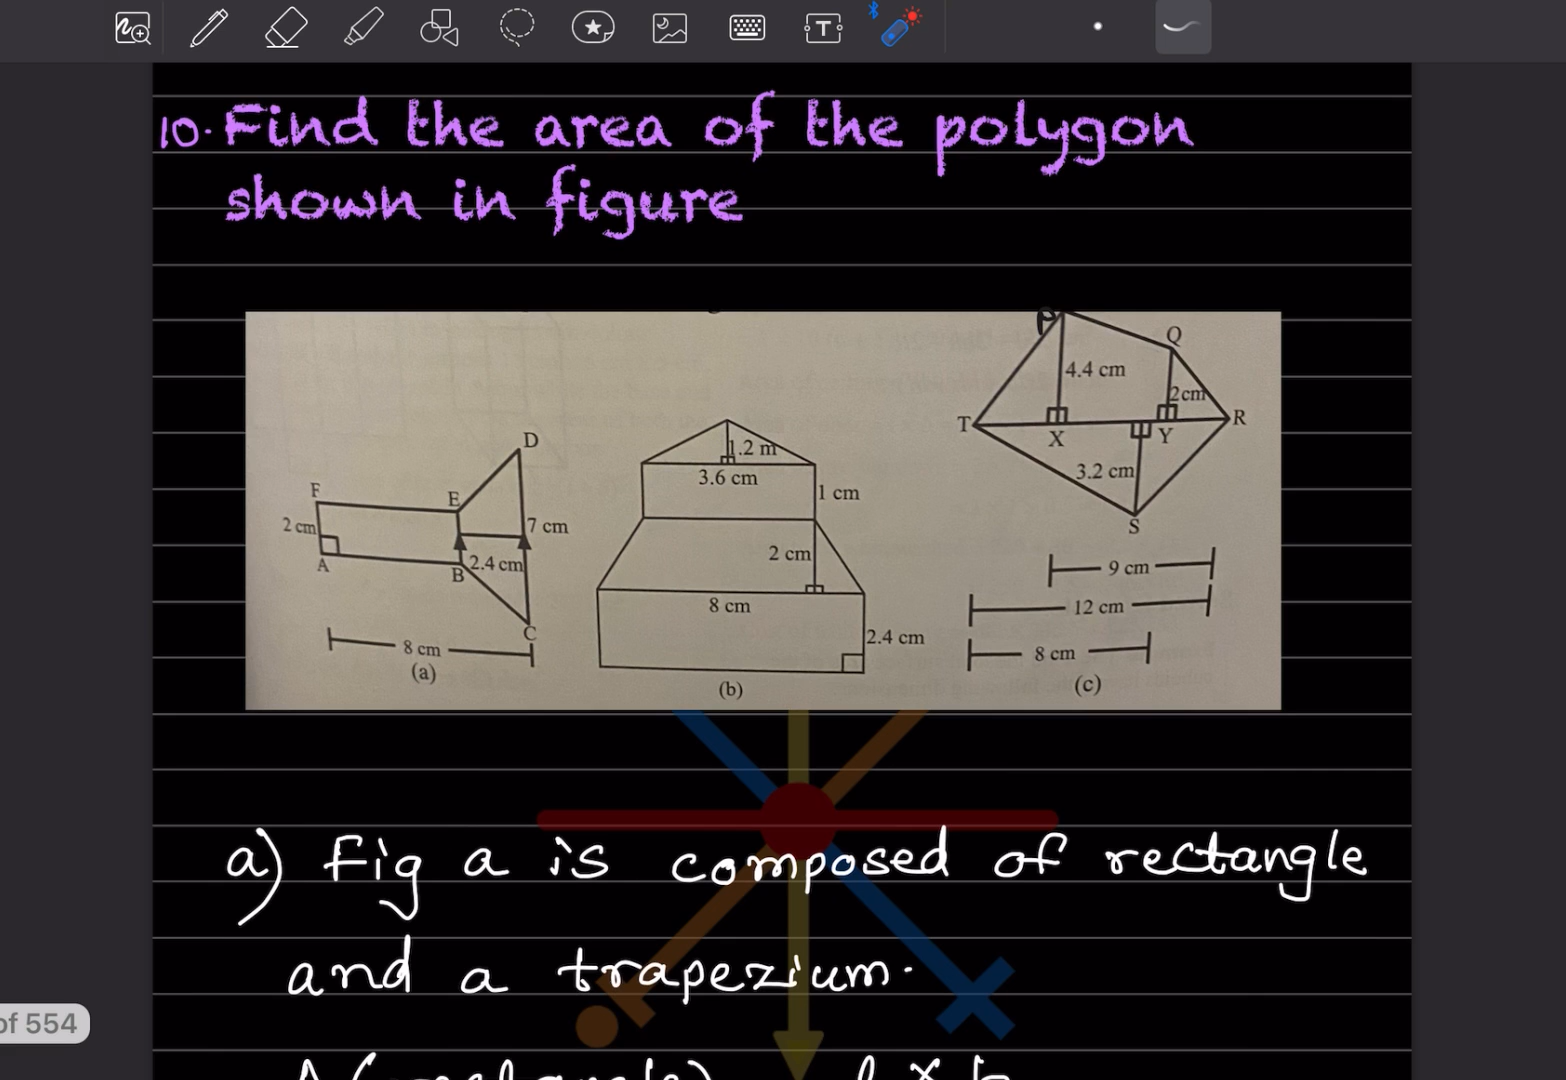 10. Find the area of the polygon
shown in figure
P
Q
4.4 cm
2cm
T
X
Y
R
3.2 cm
S
9 cm
12 cm
8 cm
(c)
1.2 m
3.6 cm
1 cm
2 cm
8 cm
2.4 cm
(b)
D
F
E
2 cm
7 cm
A
B
2.4 cm
C
8 cm
(a)
a) Fig a is composed of rectangle
and a trapezium.
of 554